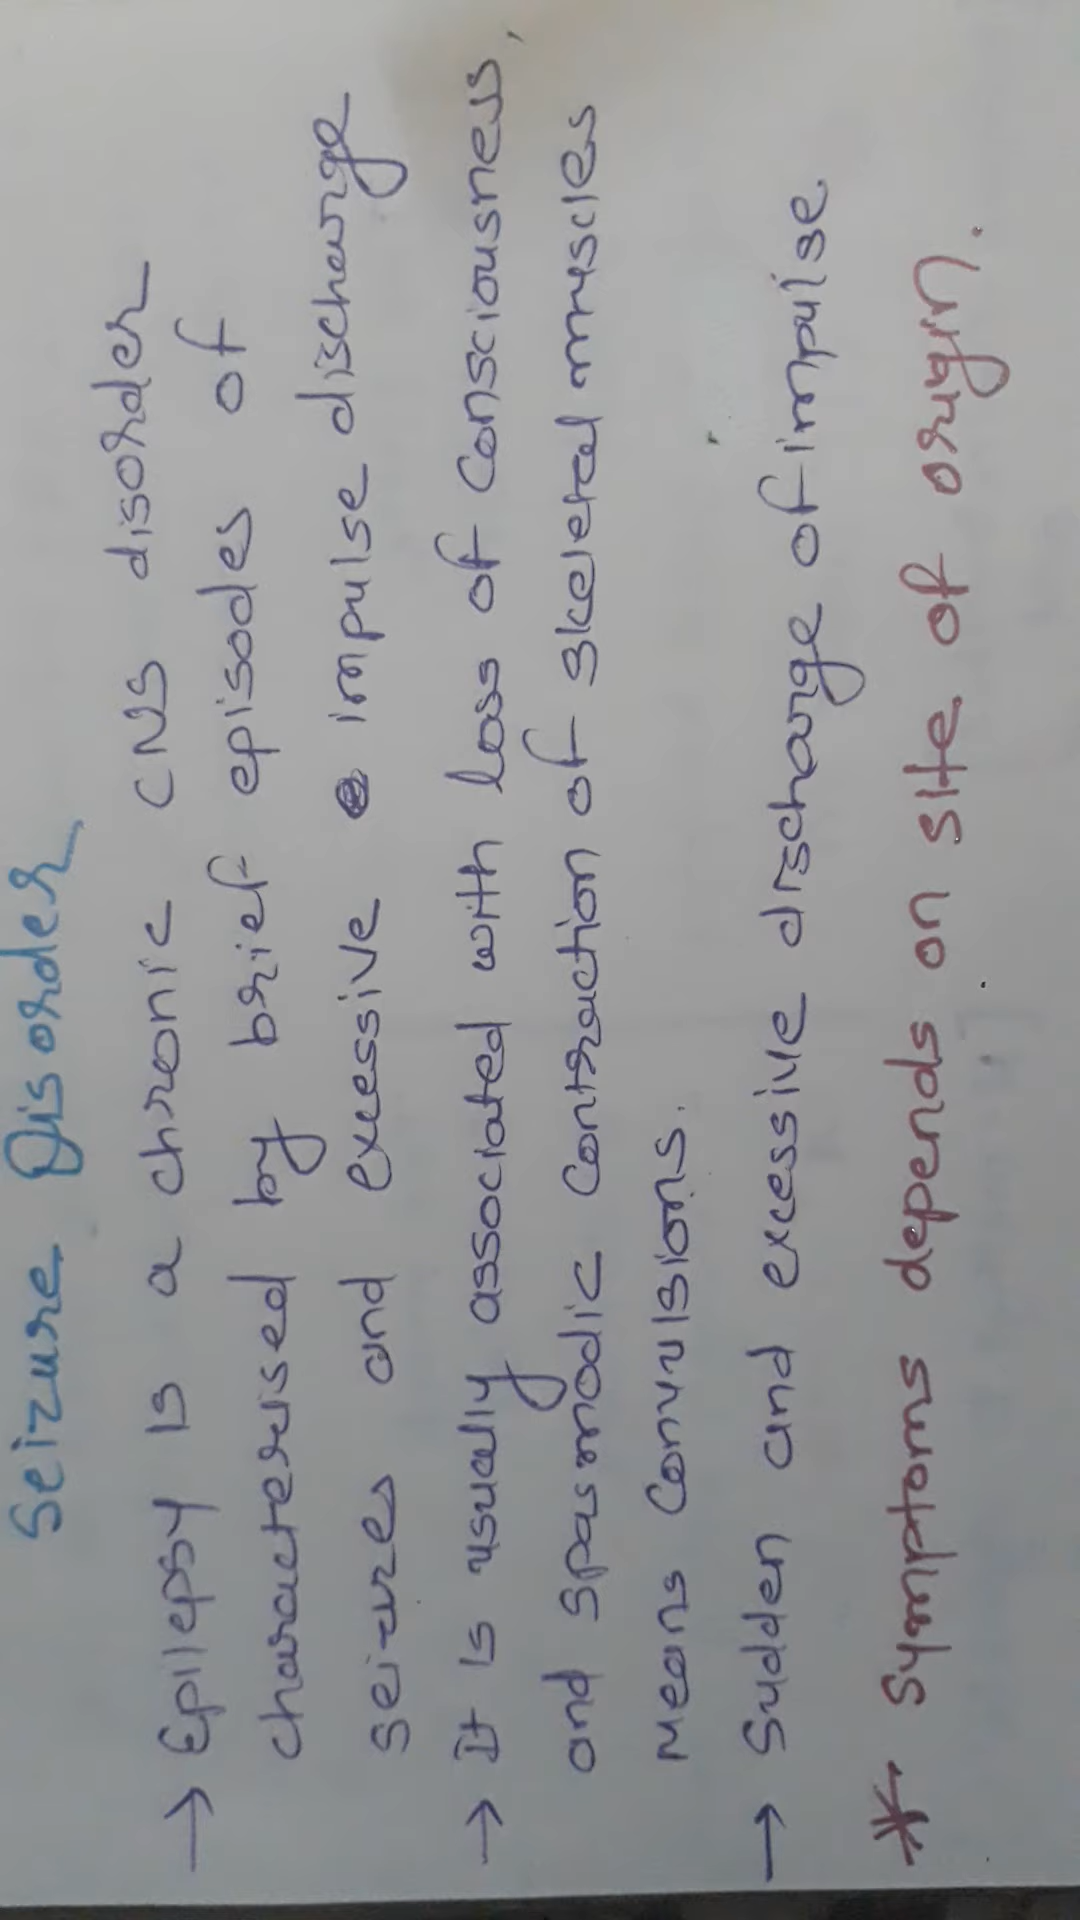 Seizure Disorder
→ Epilepsy is a chronic CNS disorder
characterised by brief episodes of
seizures and excessive impulse discharge
→ It is usually associated with loss of Consciousness,
and spasmodic contraction of skeletal muscles
Means Convulsions.
→ Sudden and excessive discharge of impulse
* Symptoms depends on site of origin.